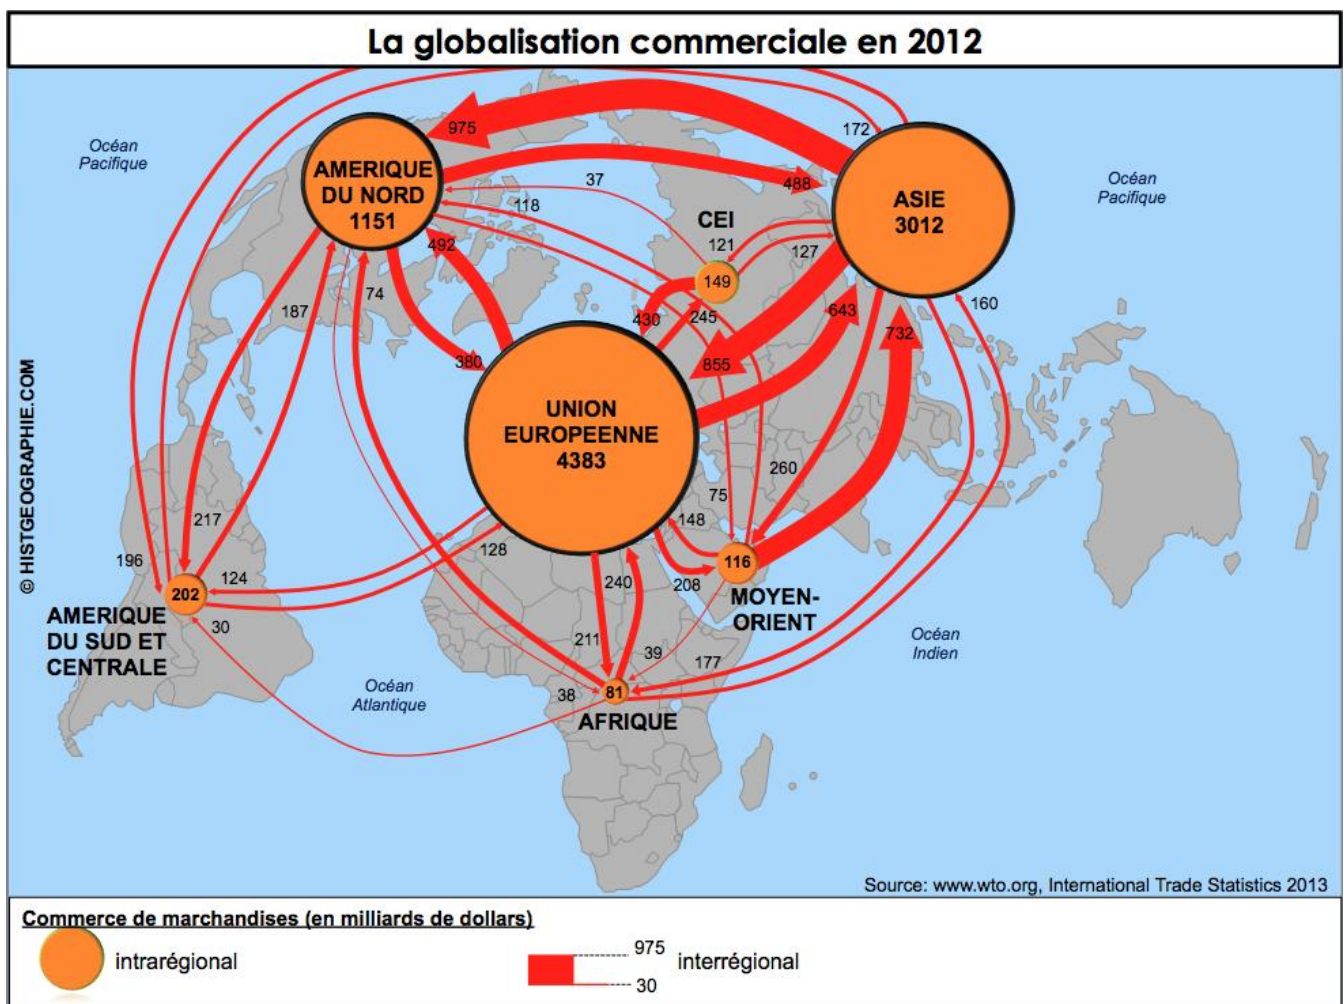 La globalisation commerciale en 2012
Océan
Pacifique
975
172
AMERIQUE
DU NORD
1151
37
488
ASIE
3012
Océan
Pacifique
118
CEI
492
121
127
149
74
187
430
245
643
160
732
380
855
UNION
EUROPEENNE
4383
260
75
217
148
128
196
124
116
240
208
202
MOYEN-
ORIENT
AMERIQUE
DU SUD ET
CENTRALE
30
211
39
177
Océan
Indien
Océan
Atlantique
38
81
AFRIQUE
© HISTGEOGRAPHIE.COM
Source: www.wto.org, International Trade Statistics 2013
Commerce de marchandises (en milliards de dollars)
intrarégional
975
30
interrégional